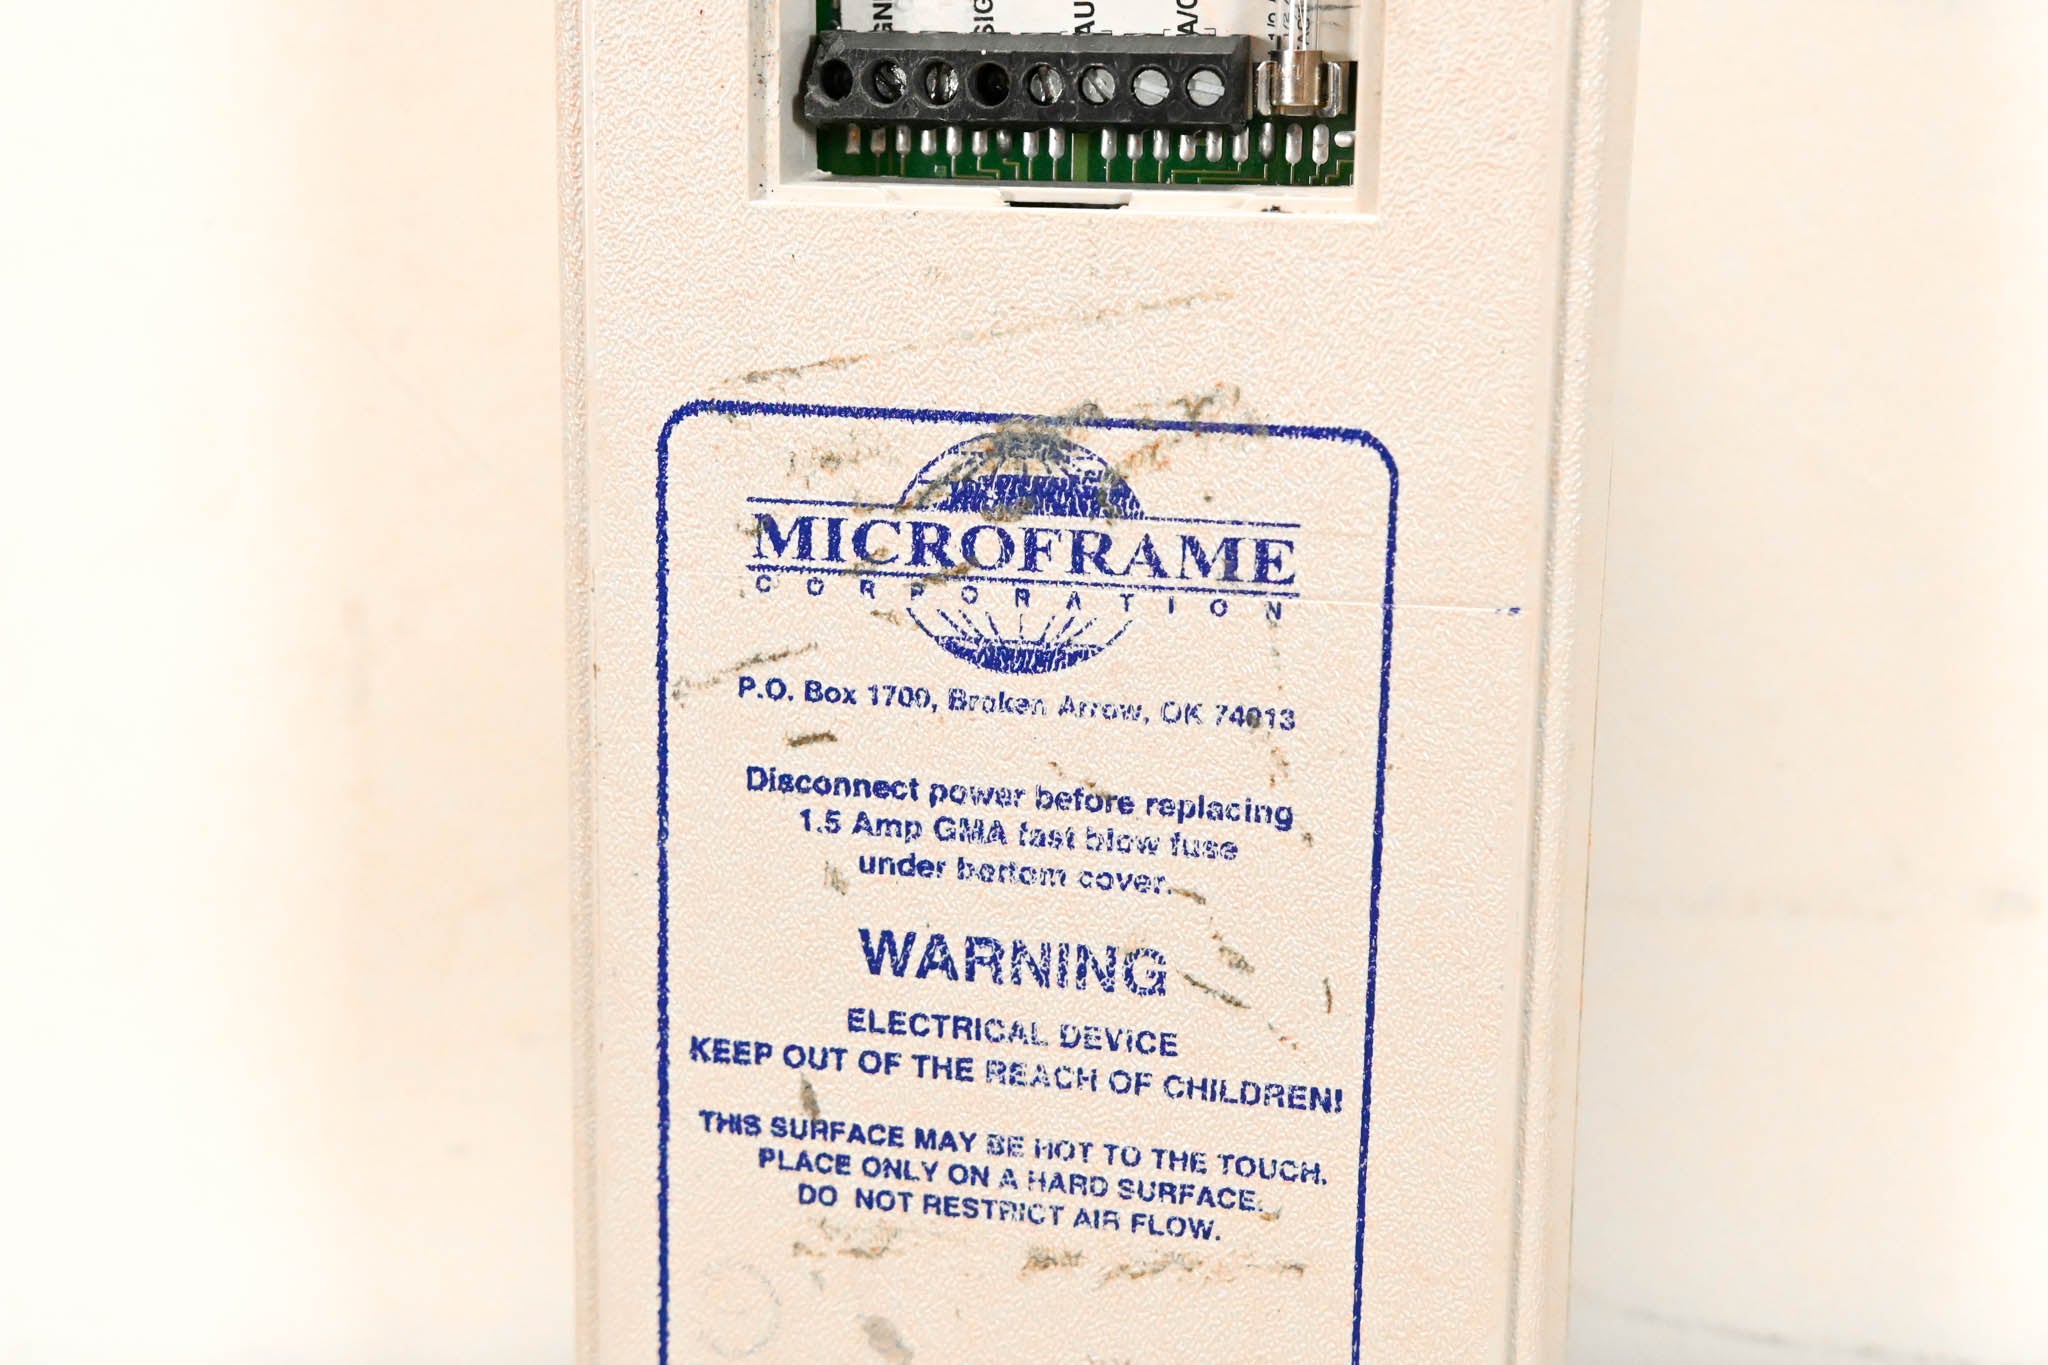 MICROFRAME
CORPORATION
P.O. Box 1700, Broken Arrow, OK 74013
Disconnect power before replacing
1.5 Amp GMA fast blow fuse
under bottom cover.
WARNING
ELECTRICAL DEVICE
KEEP OUT OF THE REACH OF CHILDREN!
THIS SURFACE MAY BE HOT TO THE TOUCH.
PLACE ONLY ON A HARD SURFACE.
DO NOT RESTRICT AIR FLOW.